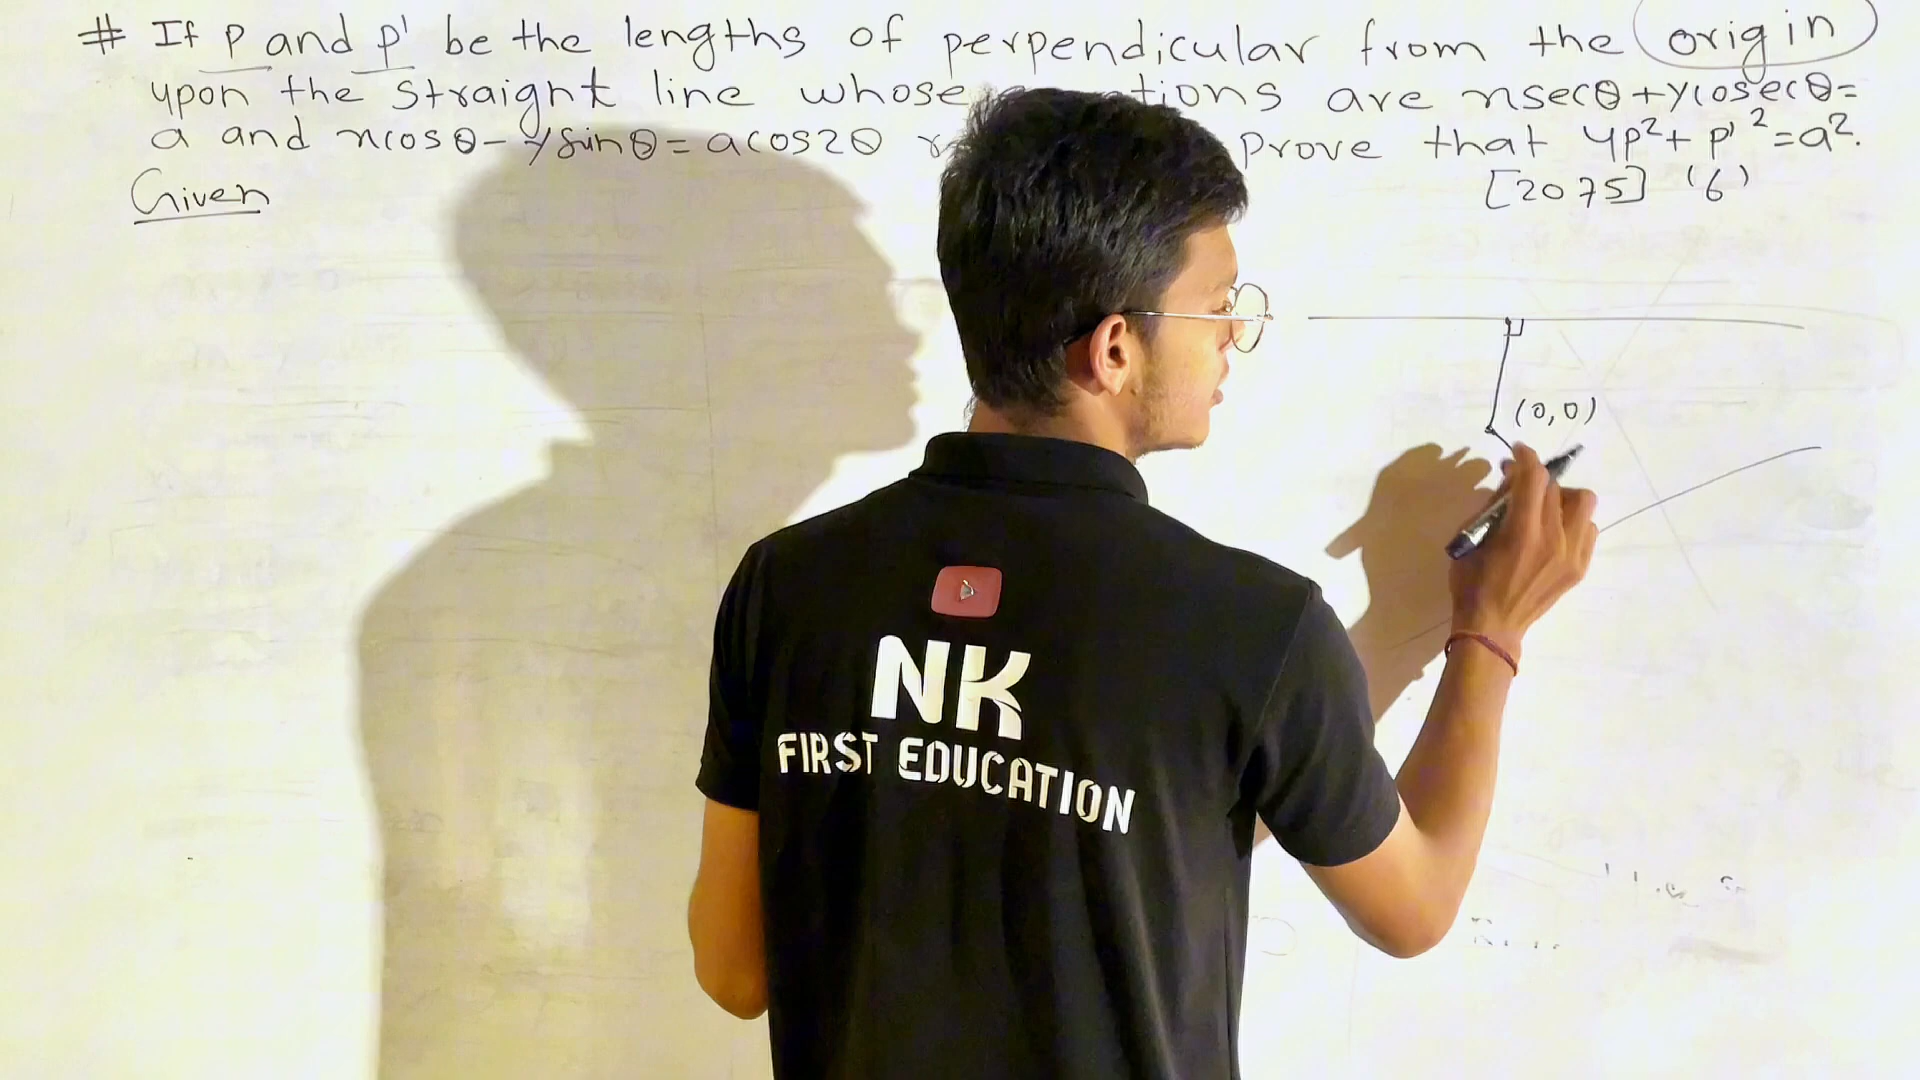 # If p and p' be the lengths of perpendicular from the origin
upon the straight line whose are xsecθ+ycosecθ=
a and xcosθ-ysinθ=acos2θ prove that 4p²+p'²=a².
[2075] (6)
Given
(0,0)
NK
FIRST EDUCATION